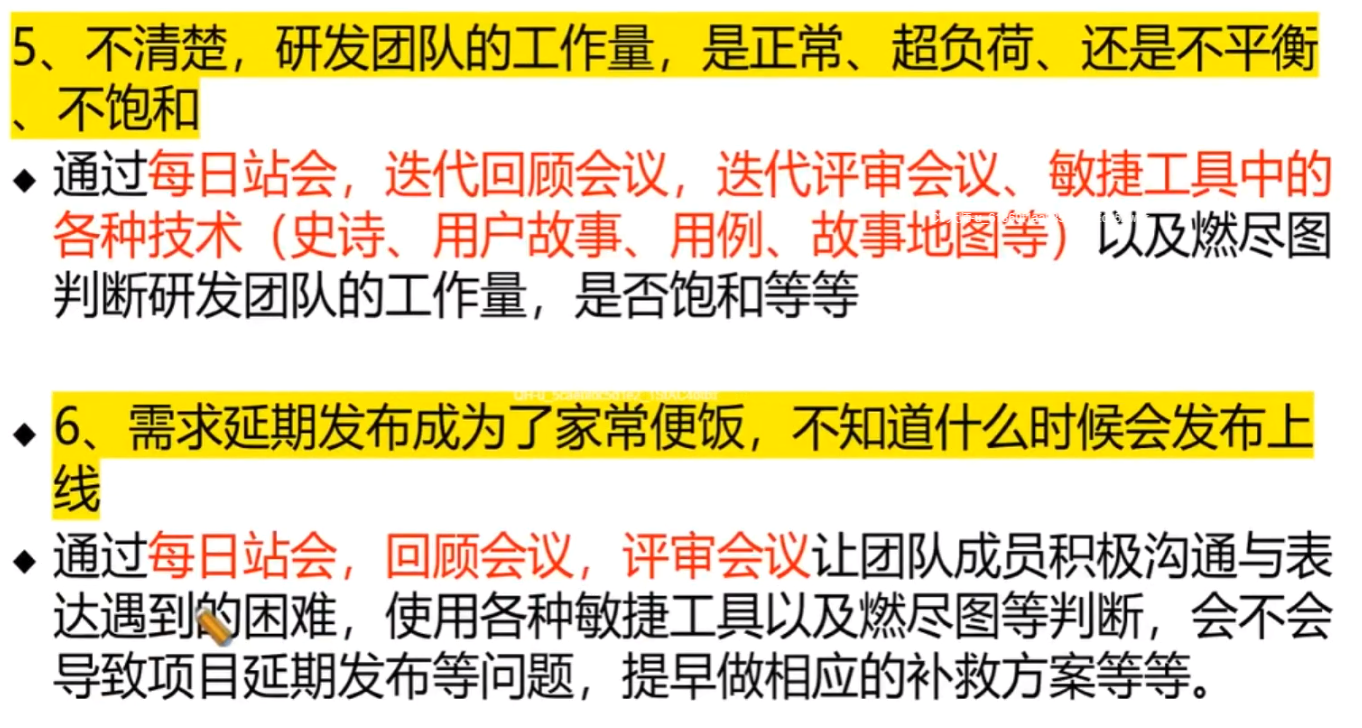 5、不清楚，研发团队的工作量，是正常、超负荷、还是不平衡
、不饱和
◆ 通过每日站会，迭代回顾会议，迭代评审会议、敏捷工具中的
各种技术（史诗、用户故事、用例、故事地图等）以及燃尽图
判断研发团队的工作量，是否饱和等等
◆ 6、需求延期发布成为了家常便饭，不知道什么时候会发布上
线
◆ 通过每日站会，回顾会议，评审会议让团队成员积极沟通与表
达遇到的困难，使用各种敏捷工具以及燃尽图等判断，会不会
导致项目延期发布等问题，提早做相应的补救方案等等。